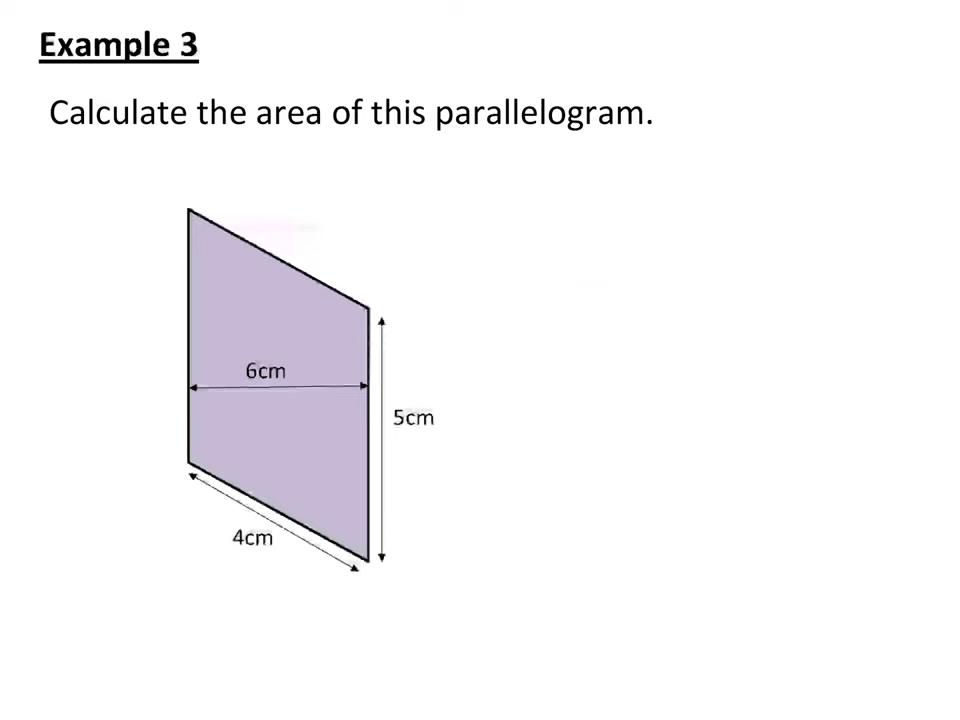 Example 3
Calculate the area of this parallelogram.
6cm
5cm
4cm